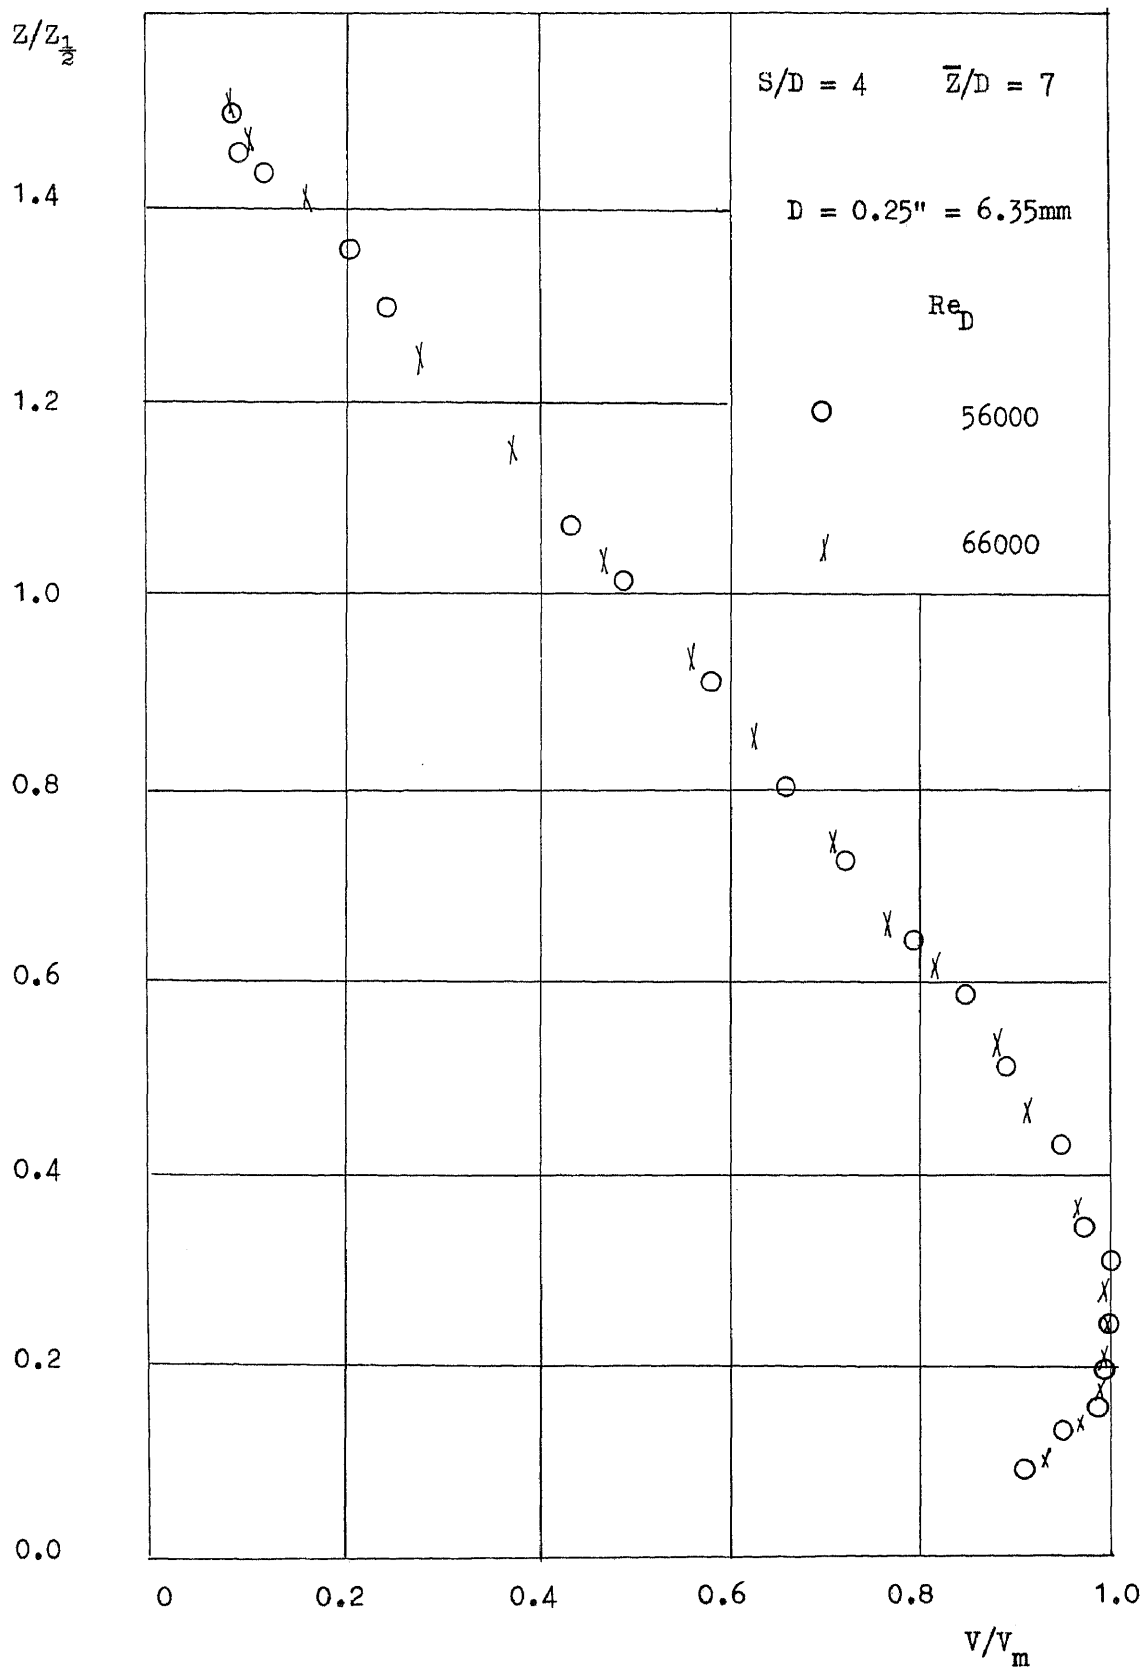 Z/Z½
S/D = 4 Z̅/D = 7
1.4
D = 0.25" = 6.35mm
Re_D
1.2
O 56000
X 66000
1.0
0.8
0.6
0.4
0.2
0.0
0 0.2 0.4 0.6 0.8 1.0
V/V_m